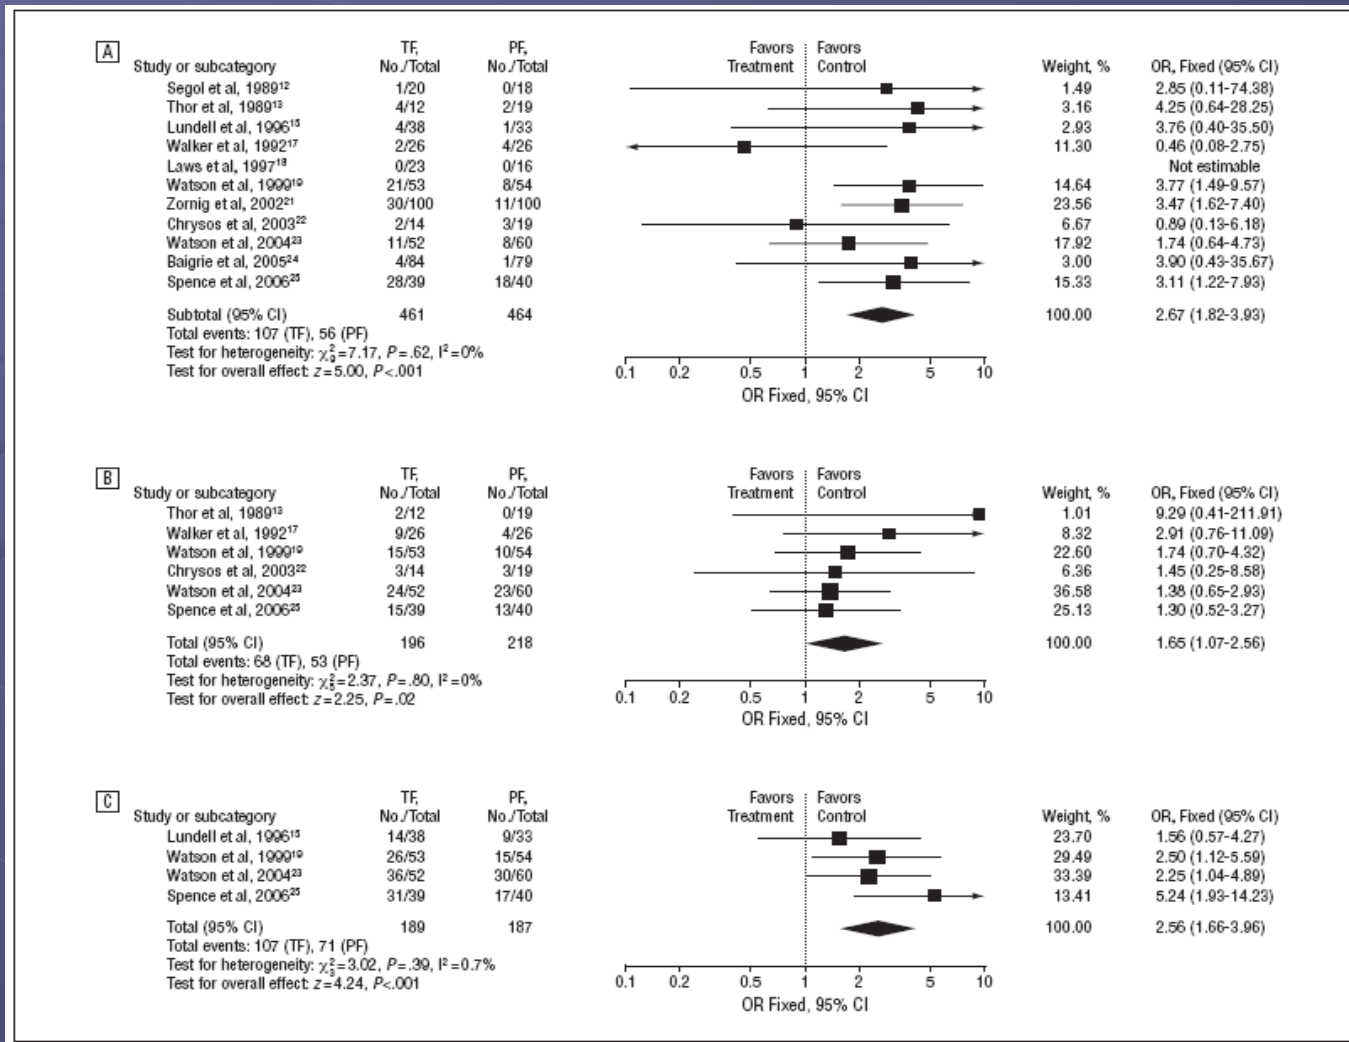 A
TF, PF, Favors Favors
Study or subcategory No./Total No./Total Treatment Control Weight, % OR, Fixed (95% CI)
Segol et al, 1989¹² 1/20 0/18 1.49 2.85 (0.11-74.38)
Thor et al, 1989¹³ 4/12 2/19 3.16 4.25 (0.64-28.25)
Lundell et al, 1996¹⁵ 4/38 1/33 2.93 3.76 (0.40-35.50)
Walker et al, 1992¹⁷ 2/26 4/26 11.30 0.46 (0.08-2.75)
Laws et al, 1997¹⁸ 0/23 0/16 Not estimable
Watson et al, 1999¹⁹ 21/53 8/54 14.64 3.77 (1.49-9.57)
Zornig et al, 2002²¹ 30/100 11/100 23.56 3.47 (1.62-7.40)
Chrysos et al, 2003²² 2/14 3/19 6.67 0.89 (0.13-6.18)
Watson et al, 2004²³ 11/52 8/60 17.92 1.74 (0.64-4.73)
Baigrie et al, 2005²⁴ 4/84 1/79 3.00 3.90 (0.43-35.67)
Spence et al, 2006²⁵ 28/39 18/40 15.33 3.11 (1.22-7.93)
Subtotal (95% CI) 461 464 100.00 2.67 (1.82-3.93)
Total events: 107 (TF), 56 (PF)
Test for heterogeneity: χ²₉=7.17, P=.62, I²=0%
Test for overall effect: z=5.00, P<.001
0.1 0.2 0.5 1 2 5 10
OR Fixed, 95% CI
B
TF, PF, Favors Favors
Study or subcategory No./Total No./Total Treatment Control Weight, % OR, Fixed (95% CI)
Thor et al, 1989¹³ 2/12 0/19 1.01 9.29 (0.41-211.91)
Walker et al, 1992¹⁷ 9/26 4/26 8.32 2.91 (0.76-11.09)
Watson et al, 1999¹⁹ 15/53 10/54 22.60 1.74 (0.70-4.32)
Chrysos et al, 2003²² 3/14 3/19 6.36 1.45 (0.25-8.58)
Watson et al, 2004²³ 24/52 23/60 36.58 1.38 (0.65-2.93)
Spence et al, 2006²⁵ 15/39 13/40 25.13 1.30 (0.52-3.27)
Total (95% CI) 196 218 100.00 1.65 (1.07-2.56)
Total events: 68 (TF), 53 (PF)
Test for heterogeneity: χ²₅=2.37, P=.80, I²=0%
Test for overall effect: z=2.25, P=.02
0.1 0.2 0.5 1 2 5 10
OR Fixed, 95% CI
C
TF, PF, Favors Favors
Study or subcategory No./Total No./Total Treatment Control Weight, % OR, Fixed (95% CI)
Lundell et al, 1996¹⁵ 14/38 9/33 23.70 1.56 (0.57-4.27)
Watson et al, 1999¹⁹ 26/53 15/54 29.49 2.50 (1.12-5.59)
Watson et al, 2004²³ 36/52 30/60 33.39 2.25 (1.04-4.89)
Spence et al, 2006²⁵ 31/39 17/40 13.41 5.24 (1.93-14.23)
Total (95% CI) 189 187 100.00 2.56 (1.66-3.96)
Total events: 107 (TF), 71 (PF)
Test for heterogeneity: χ²₃=3.02, P=.39, I²=0.7%
Test for overall effect: z=4.24, P<.001
0.1 0.2 0.5 1 2 5 10
OR Fixed, 95% CI